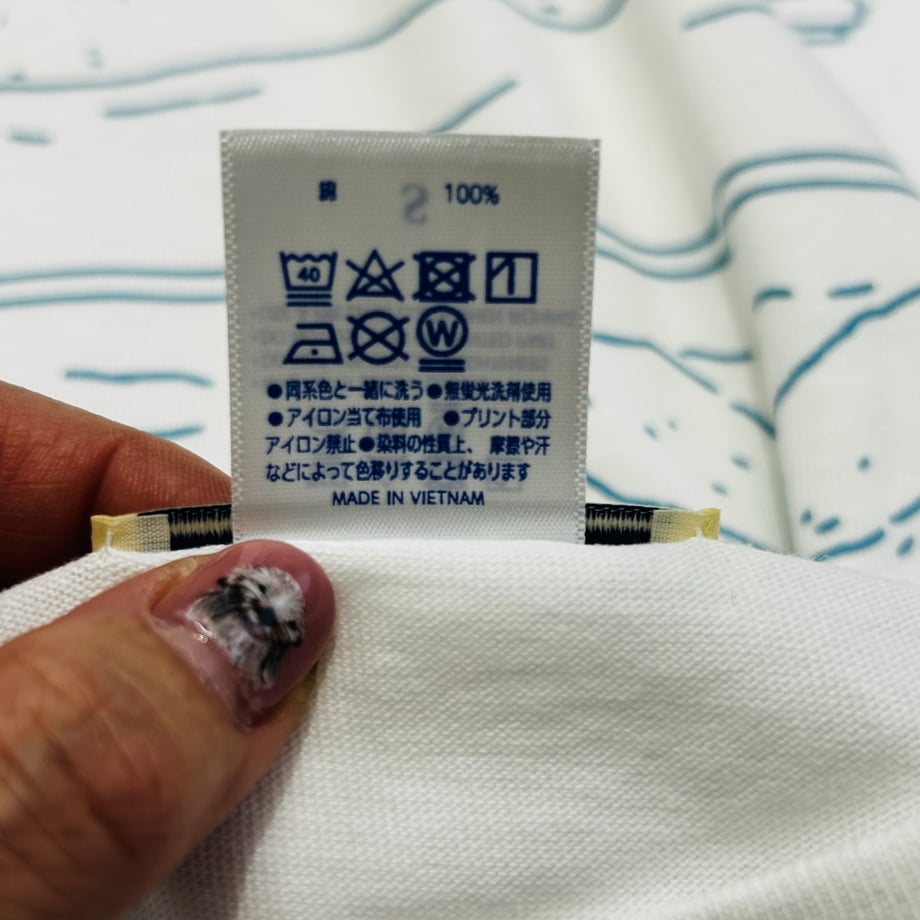 綿 100%
40
W
●同系色と一緒に洗う●無蛍光洗剤使用
●アイロン当て布使用 ●プリント部分
アイロン禁止●染料の性質上、摩擦や汗
などによって色移りすることがあります
MADE IN VIETNAM